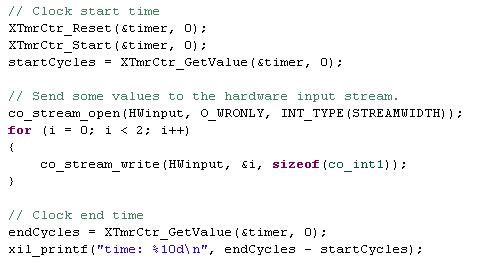 // Clock start time
XTmrCtr_Reset(&timer, 0);
XTmrCtr_Start(&timer, 0);
startCycles = XTmrCtr_GetValue(&timer, 0);
// Send some values to the hardware input stream.
co_stream_open(HWinput, O_WRONLY, INT_TYPE(STREAMWIDTH));
for (i = 0; i < 2; i++)
{
co_stream_write(HWinput, &i, sizeof(co_int1));
}
// Clock end time
endCycles = XTmrCtr_GetValue(&timer, 0);
xil_printf("time: %10d\n", endCycles - startCycles);